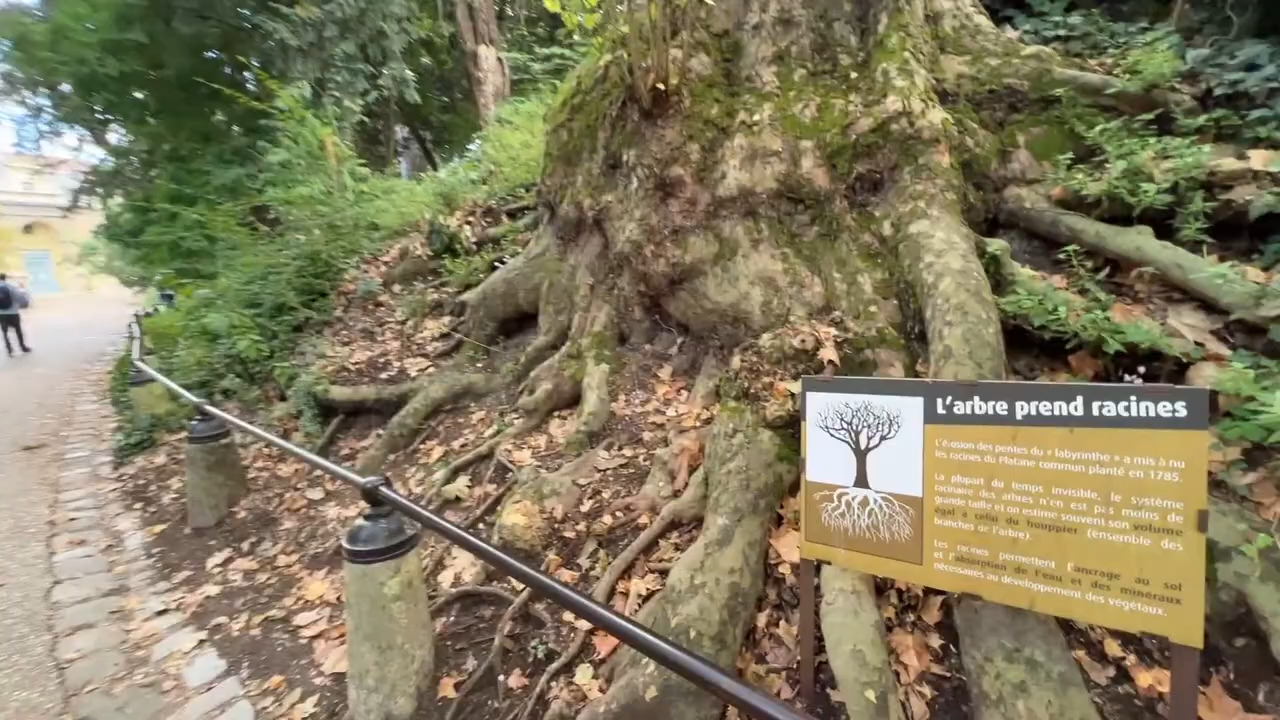 L'arbre prend racines
L'érosion des pentes du « labyrinthe » a mis à nu
les racines du Platane commun planté en 1785.
La plupart du temps invisible, le système
racinaire des arbres n'en est pas moins de
grande taille et on estime souvent son volume
égal à celui du houppier (ensemble des
branches de l'arbre).
Les racines permettent l'ancrage au sol
et l'absorption de l'eau et des minéraux
nécessaires au développement des végétaux.